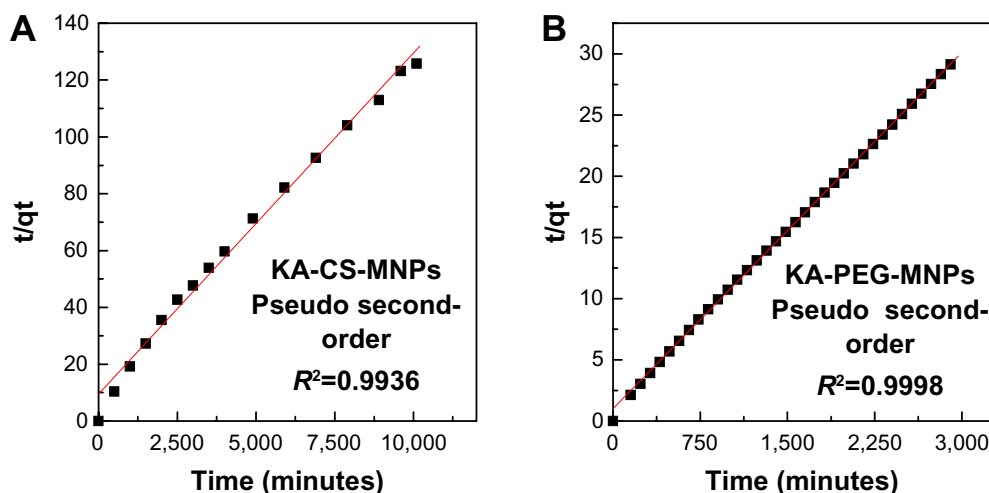 A
140
120
100
80
60
40
20
0
t/qt
KA-CS-MNPs
Pseudo second-
order
R²=0.9936
0 2,500 5,000 7,500 10,000
Time (minutes)
B
30
25
20
15
10
5
0
t/qt
KA-PEG-MNPs
Pseudo second-
order
R²=0.9998
0 750 1,500 2,250 3,000
Time (minutes)